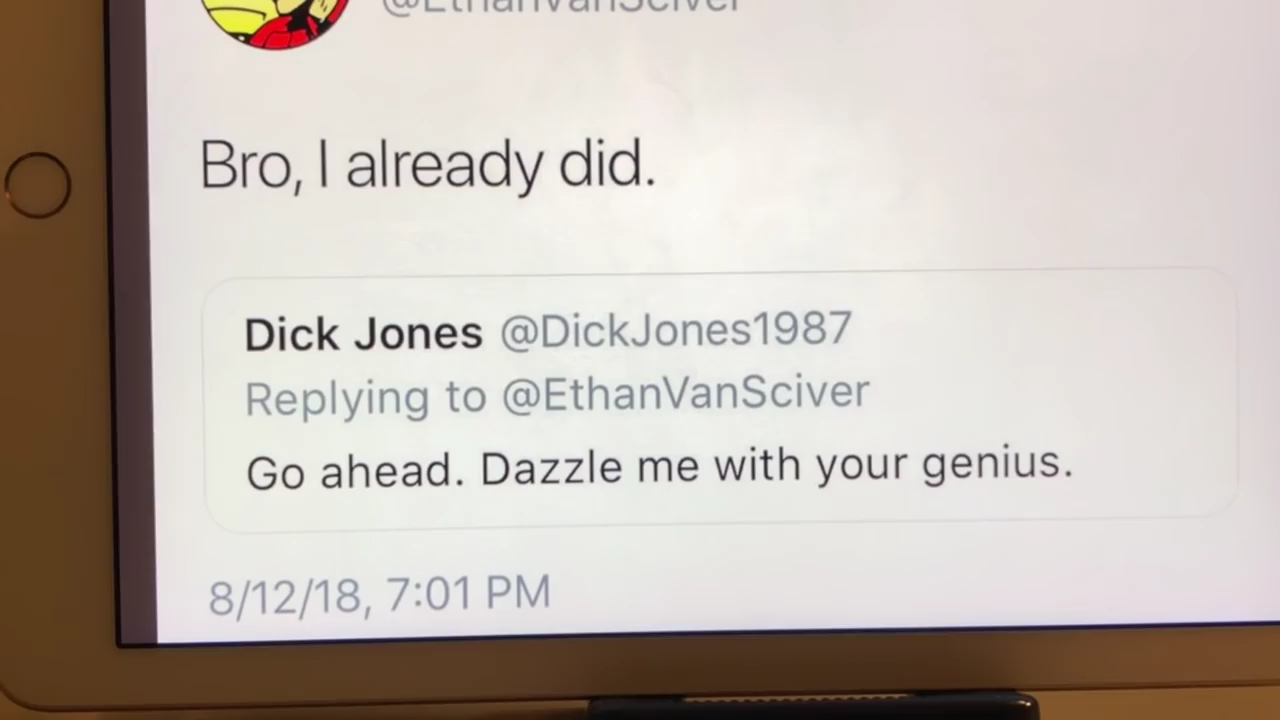 @EthanVanSciver
Bro, I already did.
Dick Jones @DickJones1987
Replying to @EthanVanSciver
Go ahead. Dazzle me with your genius.
8/12/18, 7:01 PM